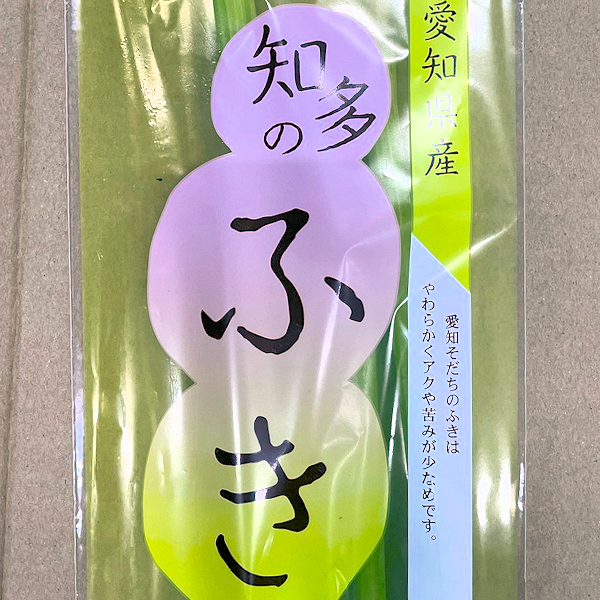 愛知県産
知多の
ふき
愛知そだちのふきは
やわらかくアクや苦みが少ためです。